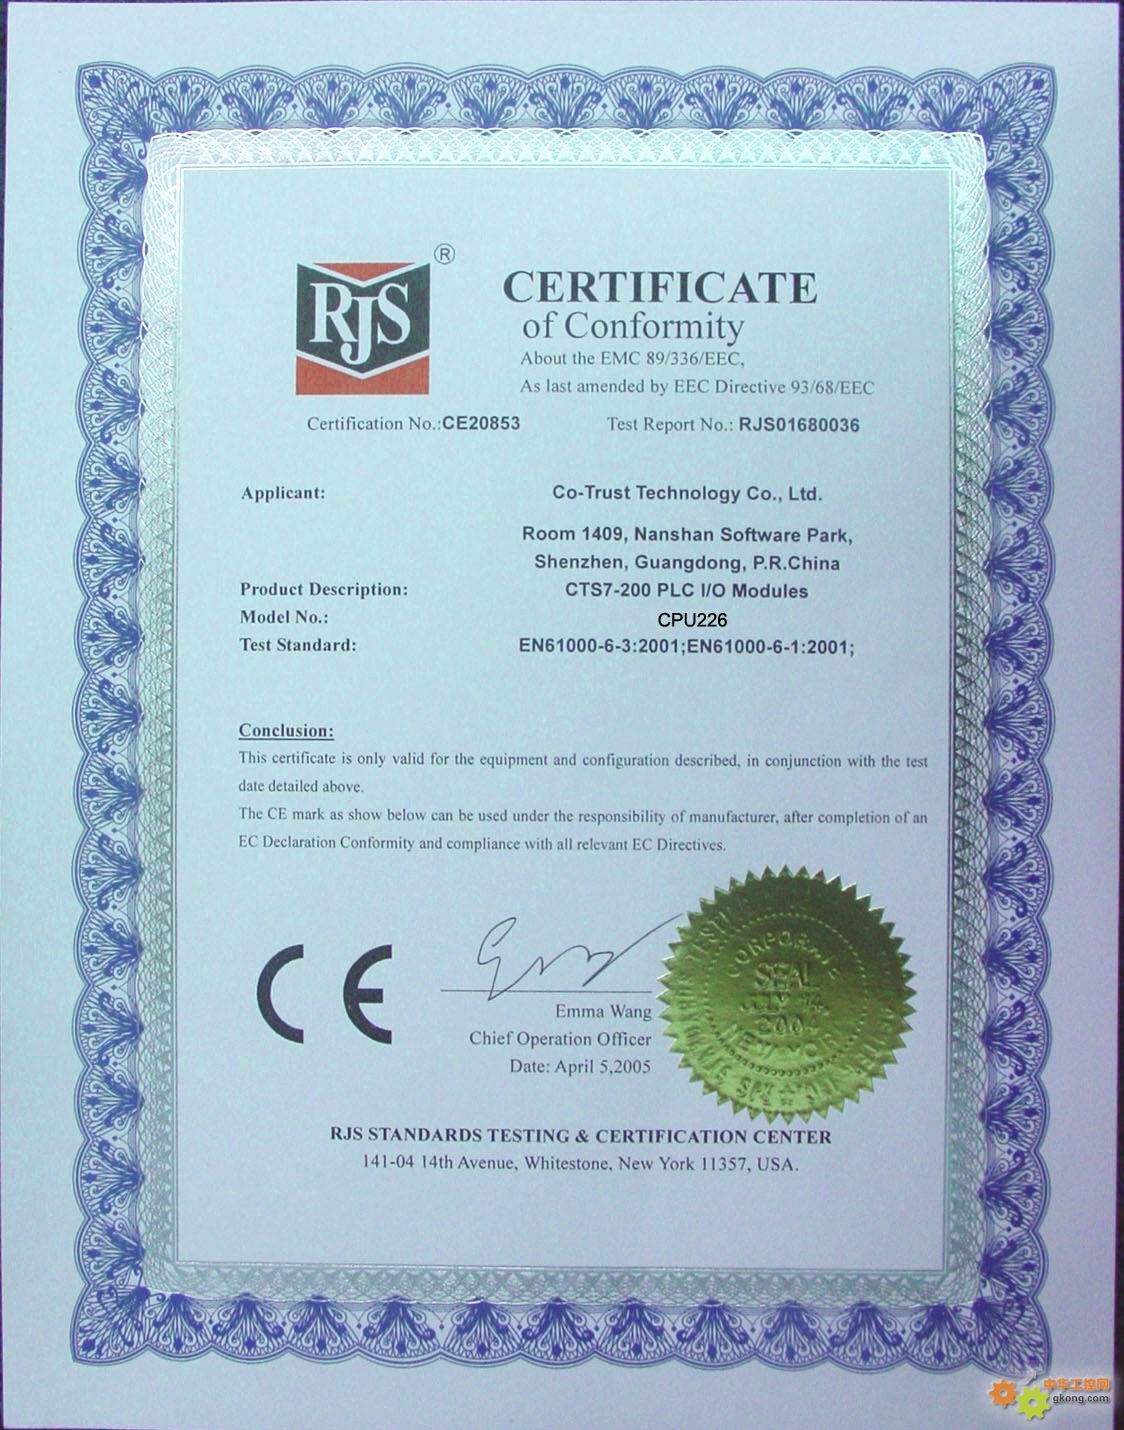 RJS ®
CERTIFICATE
of Conformity
About the EMC 89/336/EEC,
As last amended by EEC Directive 93/68/EEC
Certification No.:CE20853 Test Report No.: RJS01680036
Applicant: Co-Trust Technology Co., Ltd.
Room 1409, Nanshan Software Park,
Shenzhen, Guangdong, P.R.China
Product Description: CTS7-200 PLC I/O Modules
Model No.: CPU226
Test Standard: EN61000-6-3:2001;EN61000-6-1:2001;
Conclusion:
This certificate is only valid for the equipment and configuration described, in conjunction with the test
date detailed above.
The CE mark as show below can be used under the responsibility of manufacturer, after completion of an
EC Declaration Conformity and compliance with all relevant EC Directives.
CE
Emma Wang
Chief Operation Officer
Date: April 5,2005
CORPORATE
SEAL
RJS STANDARDS TESTING & CERTIFICATION CENTER
141-04 14th Avenue, Whitestone, New York 11357, USA.
中华工控网
gkong.com